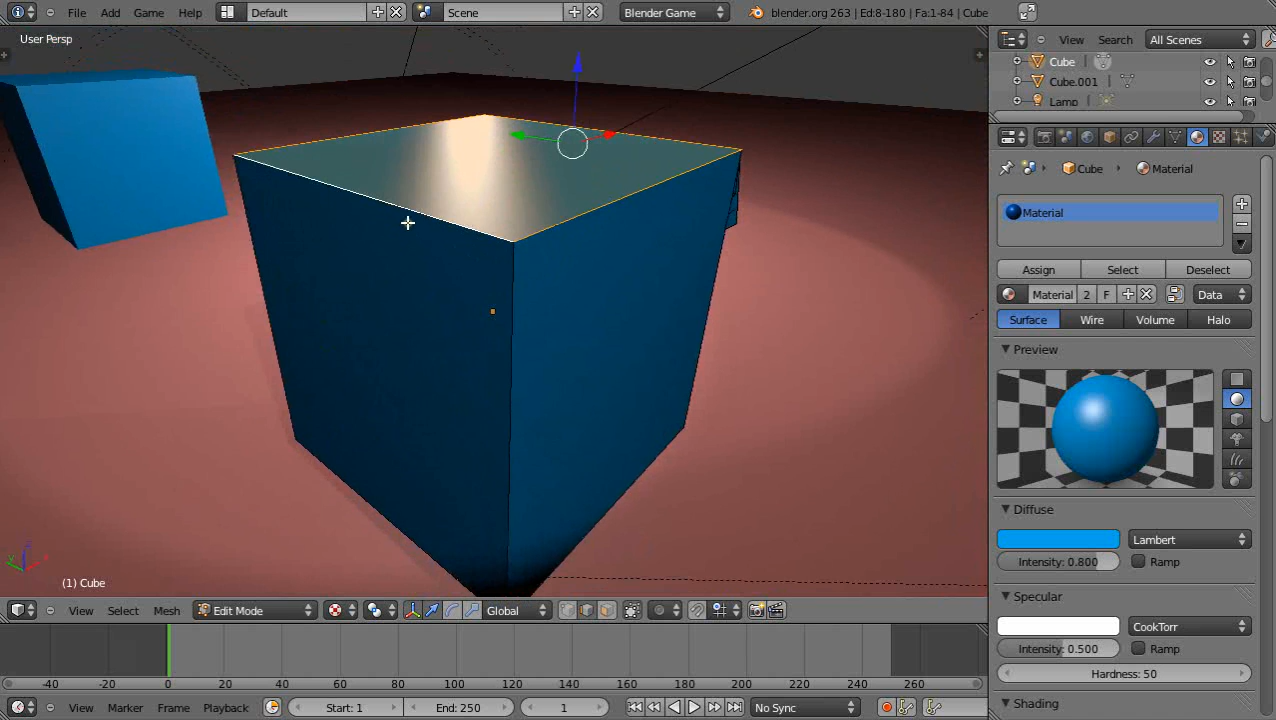 File Add Game Help Default Scene Blender Game blender.org 263 | Ed:8-180 | Fa:1-84 | Cube
User Persp
View Search All Scenes
Cube
Cube.001
Lamp
Cube Material
Material
Assign Select Deselect
Material 2 F Data
Surface Wire Volume Halo
Preview
Diffuse
Lambert
Intensity: 0.800 Ramp
Specular
CookTorr
Intensity: 0.500 Ramp
Hardness: 50
Shading
(1) Cube
View Select Mesh Edit Mode Global
-40 -20 0 20 40 60 80 100 120 140 160 180 200 220 240 260
View Marker Frame Playback Start: 1 End: 250 1 No Sync